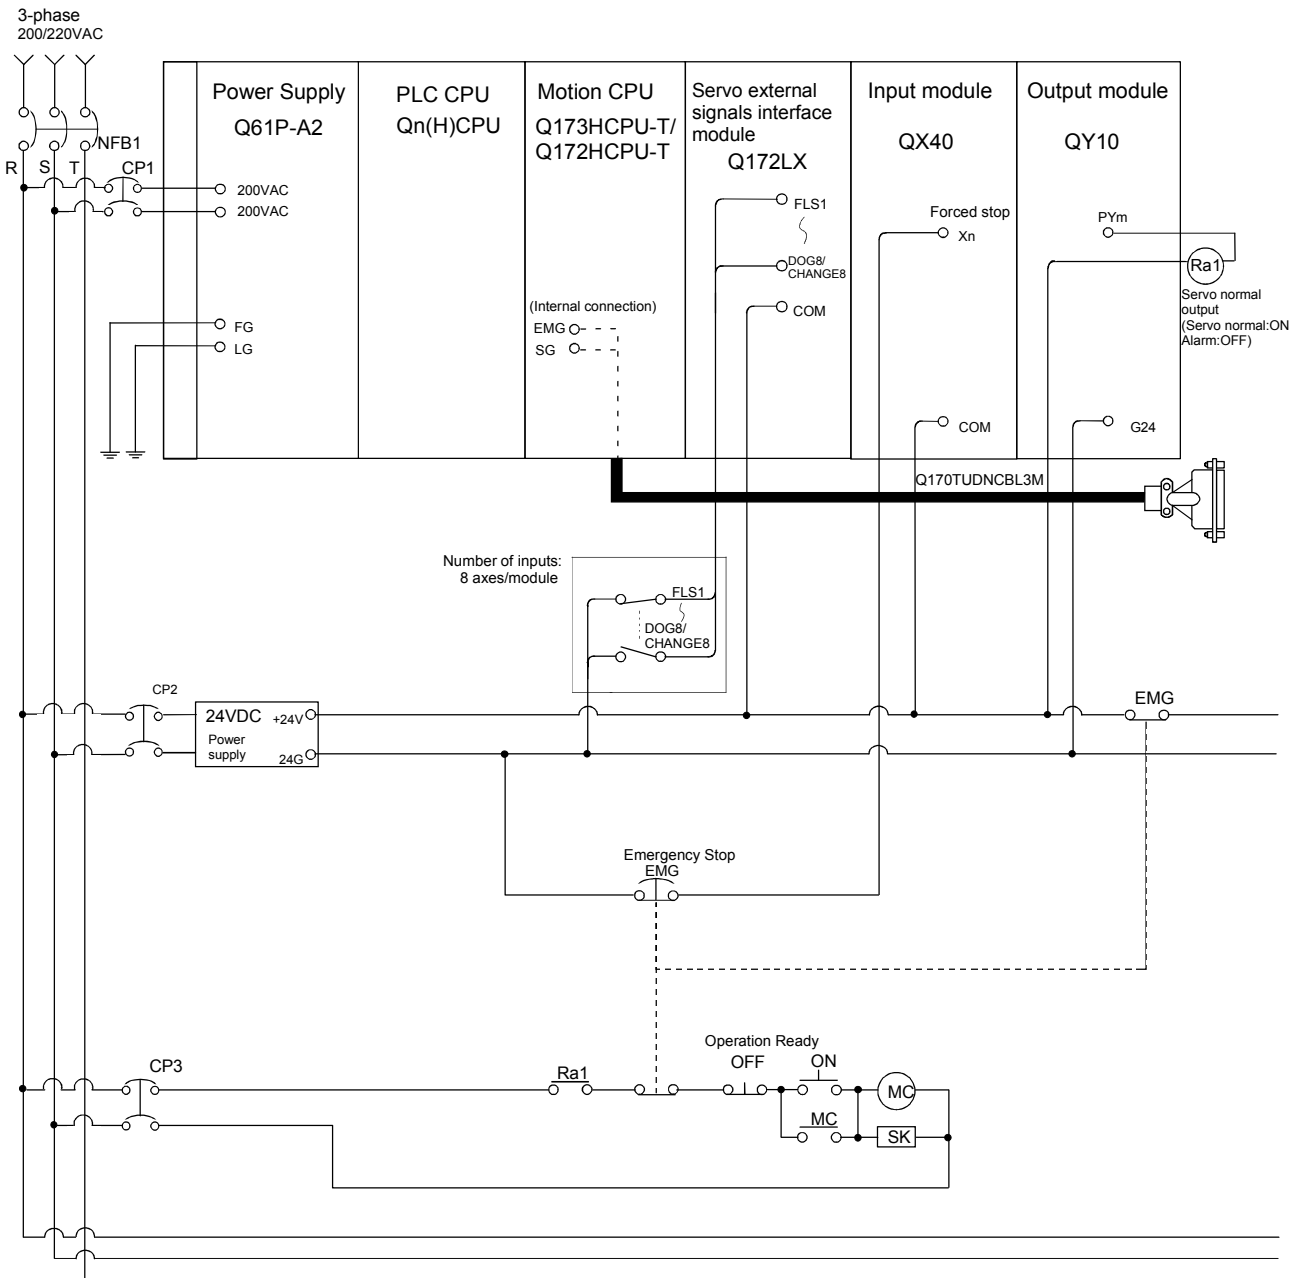 3-phase
200/220VAC
NFB1
R
S
T
CP1
Power Supply
Q61P-A2
200VAC
200VAC
FG
LG
PLC CPU
Qn(H)CPU
Motion CPU
Q173HCPU-T/
Q172HCPU-T
(Internal connection)
EMG
SG
Servo external
signals interface
module
Q172LX
FLS1
DOG8/
CHANGE8
COM
Input module
QX40
Forced stop
Xn
COM
Output module
QY10
PYm
G24
Ra1
Servo normal
output
(Servo normal:ON
Alarm:OFF)
Q170TUDNCBL3M
Number of inputs:
8 axes/module
FLS1
DOG8/
CHANGE8
CP2
24VDC
+24V
Power
supply
24G
EMG
Emergency Stop
EMG
CP3
Ra1
Operation Ready
OFF
ON
MC
MC
SK